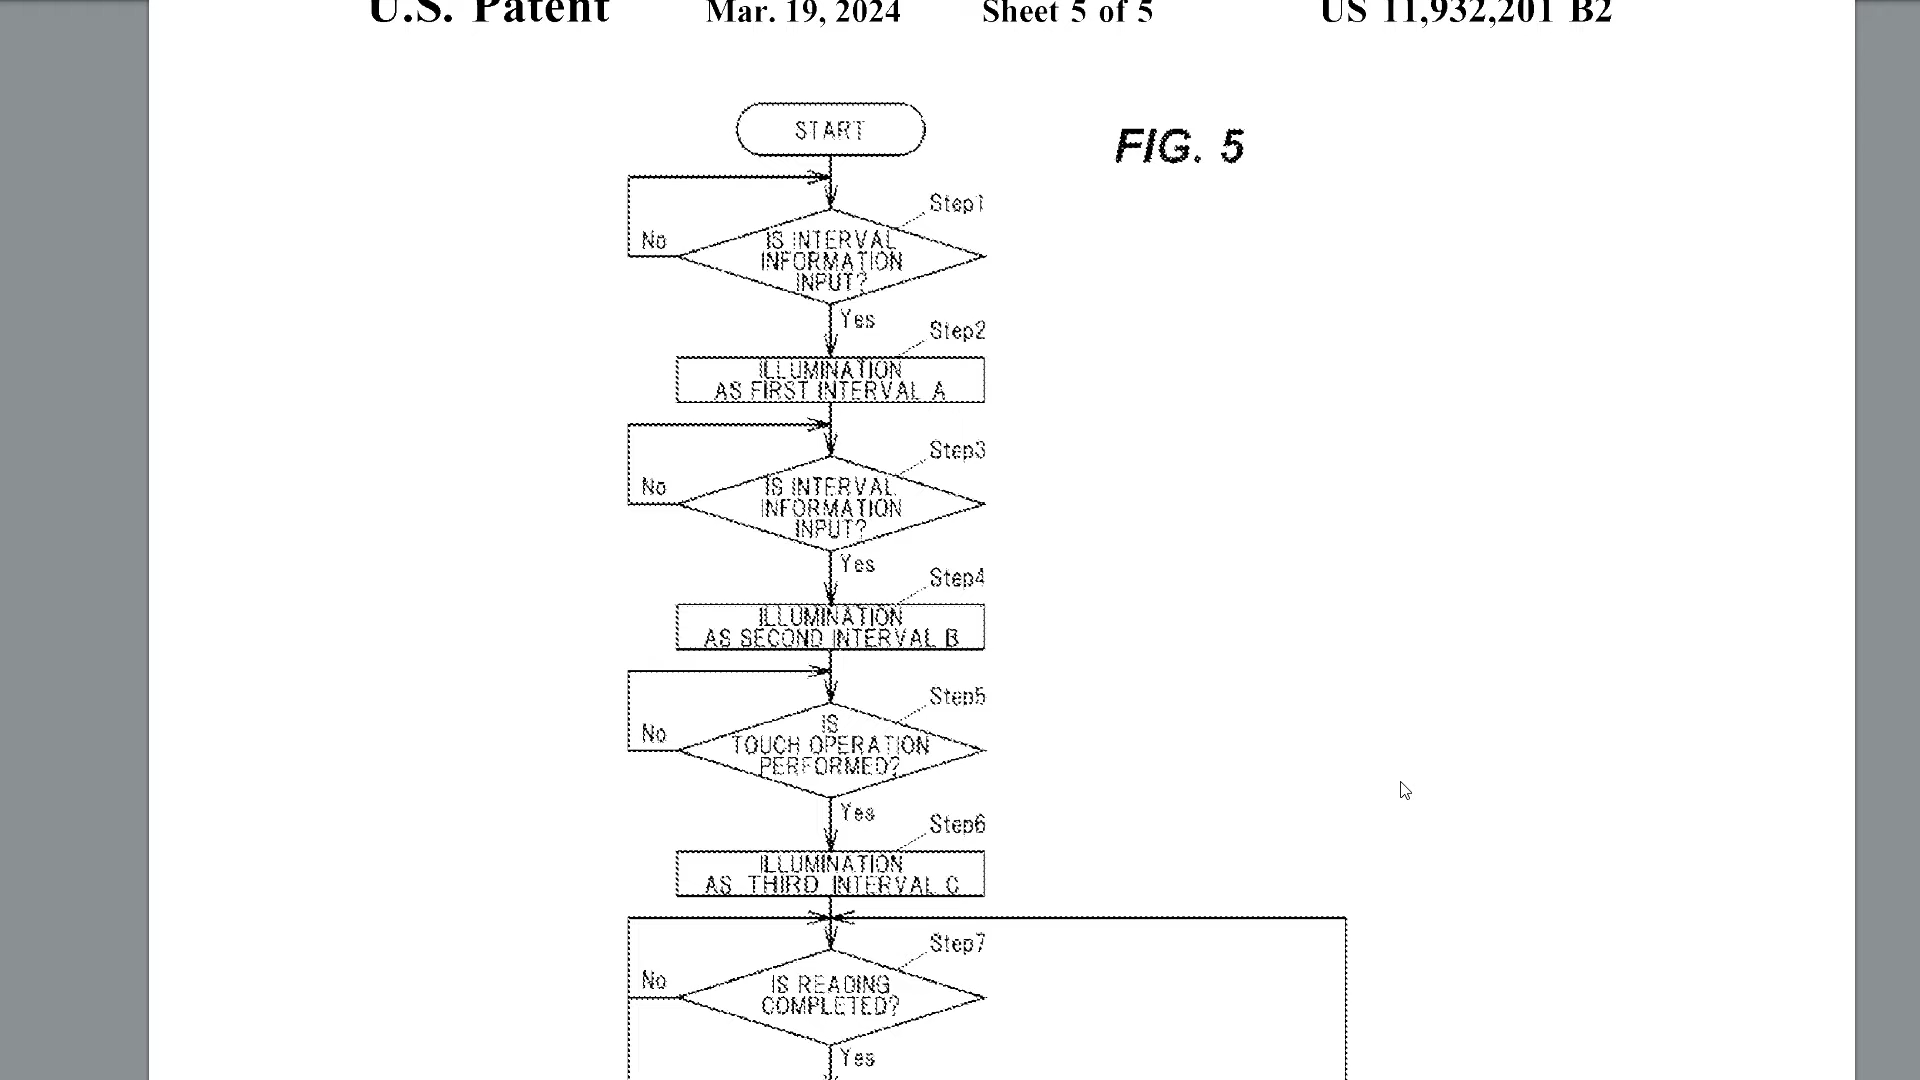 U.S. Patent Mar. 19, 2024 Sheet 5 of 5 US 11,932,201 B2
FIG. 5
START
Step1
No
IS INTERVAL
INFORMATION
INPUT?
Yes
Step2
ILLUMINATION
AS FIRST INTERVAL A
Step3
No
IS INTERVAL
INFORMATION
INPUT?
Yes
Step4
ILLUMINATION
AS SECOND INTERVAL B
Step5
No
IS
TOUCH OPERATION
PERFORMED?
Yes
Step6
ILLUMINATION
AS THIRD INTERVAL C
Step7
No
IS READING
COMPLETED?
Yes